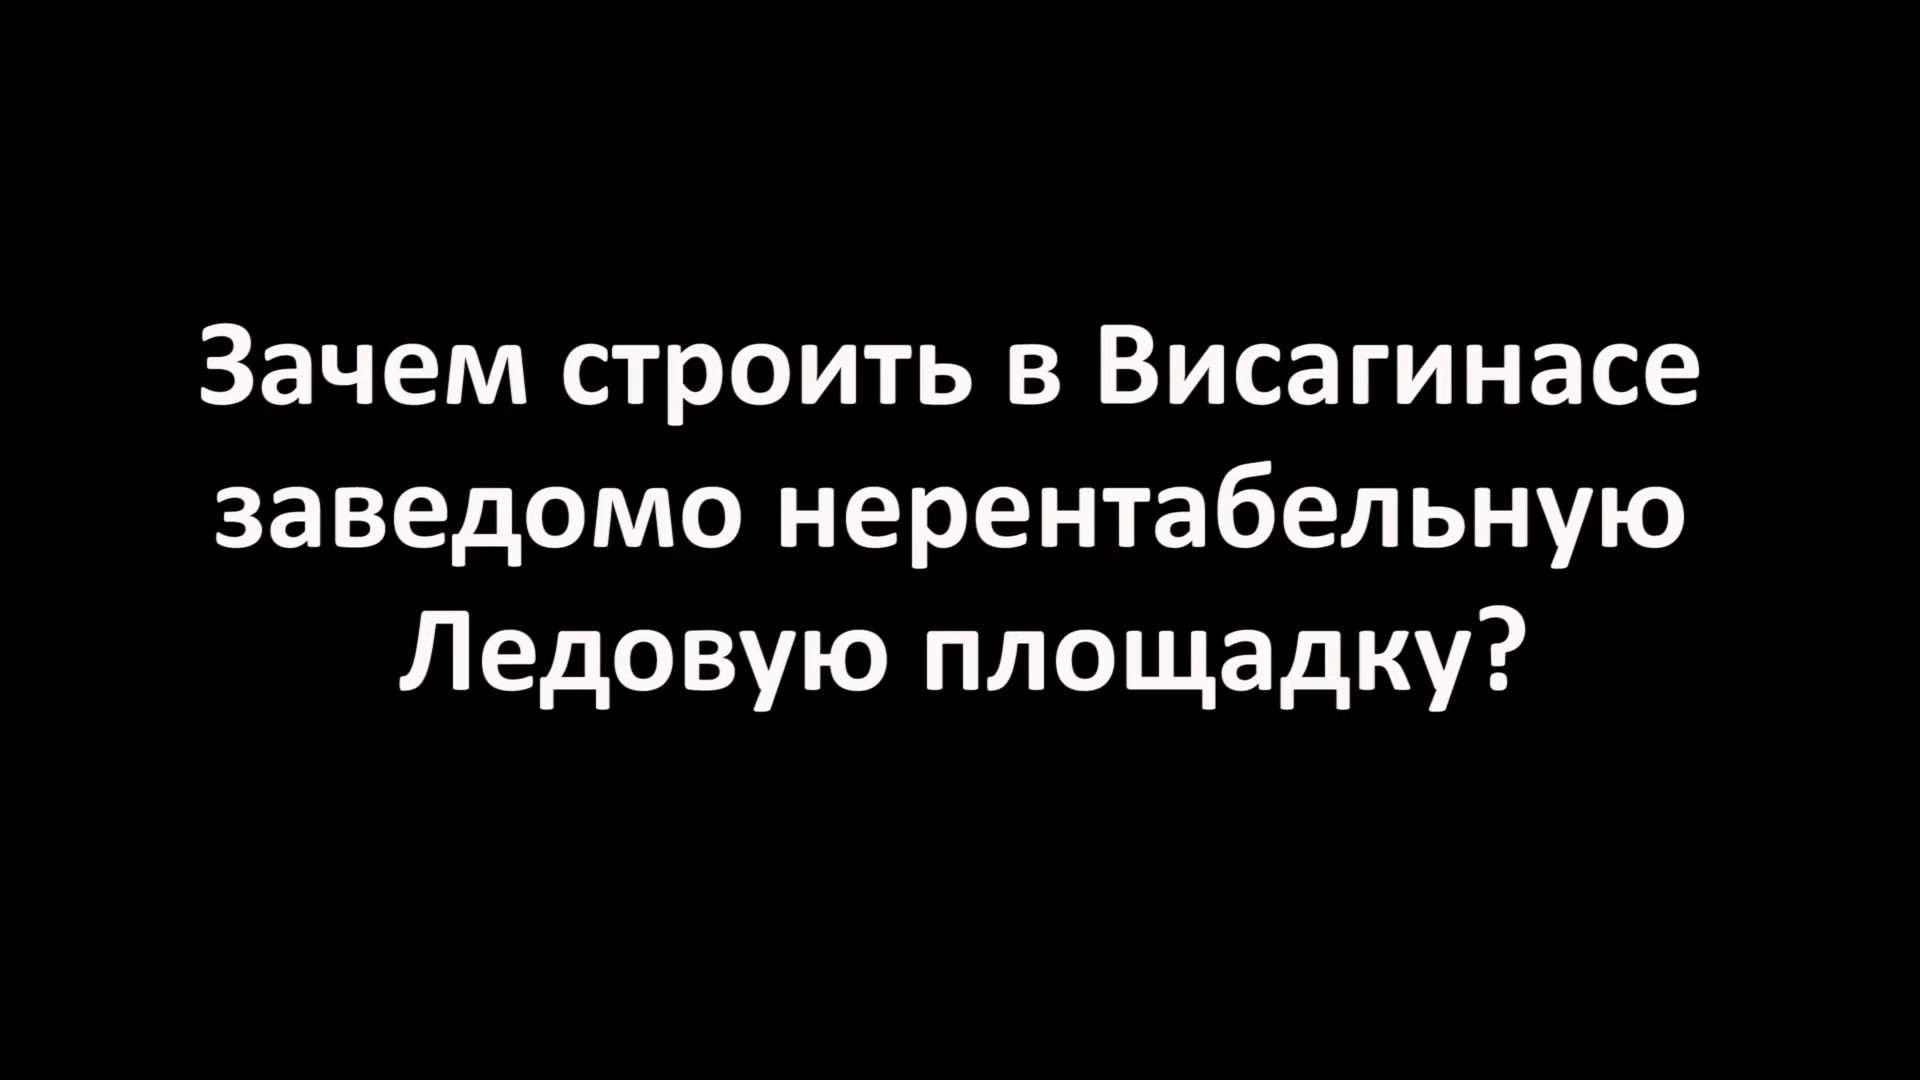 Зачем строить в Висагинасе
заведомо нерентабельную
Ледовую площадку?